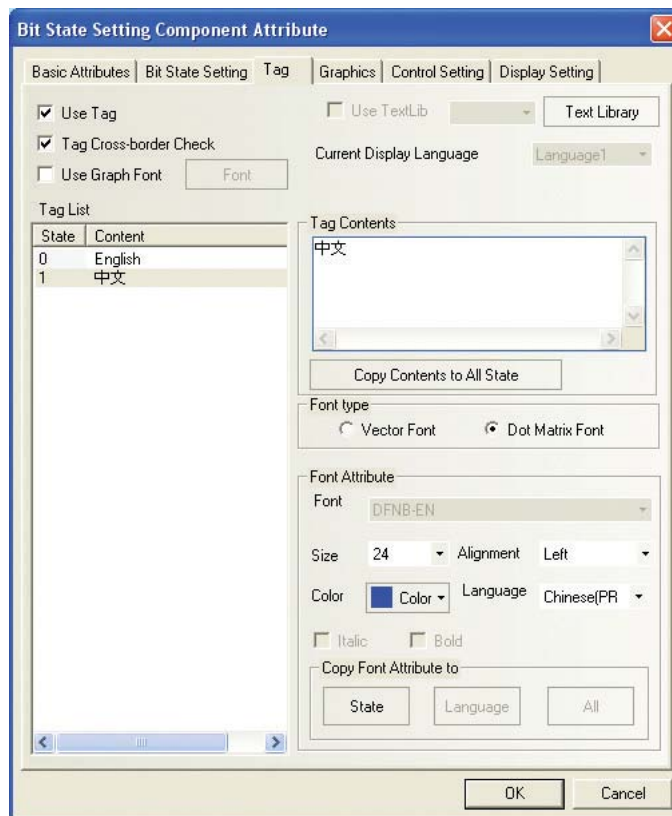 Bit State Setting Component Attribute
Basic Attributes Bit State Setting Tag Graphics Control Setting Display Setting
Use Tag
Use TextLib
Text Library
Tag Cross-border Check
Current Display Language
Language1
Use Graph Font
Font
Tag List
State Content
0 English
1 中文
Tag Contents
中文
Copy Contents to All State
Font type
Vector Font
Dot Matrix Font
Font Attribute
Font
DFNB-EN
Size
24
Alignment
Left
Color
Color
Language
Chinese(PR
Italic
Bold
Copy Font Attribute to
State
Language
All
OK
Cancel